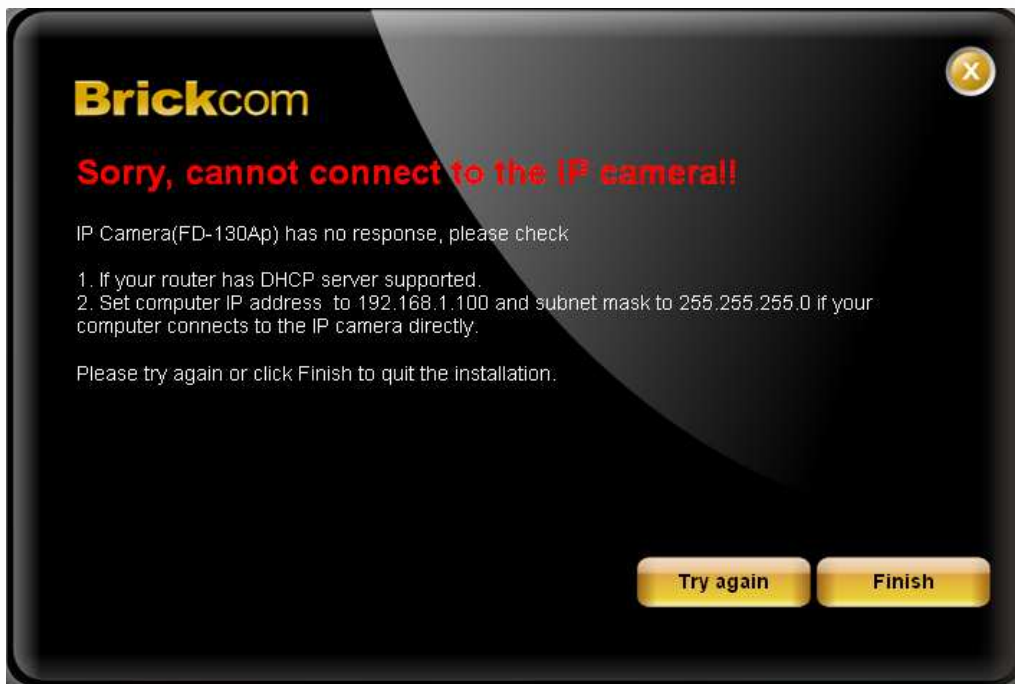 Brickcom
X
Sorry, cannot connect to the IP camera!!
IP Camera(FD-130Ap) has no response, please check
1. If your router has DHCP server supported.
2. Set computer IP address  to 192.168.1.100 and subnet mask to 255.255.255.0 if your
computer connects to the IP camera directly.
Please try again or click Finish to quit the installation.
Try again
Finish